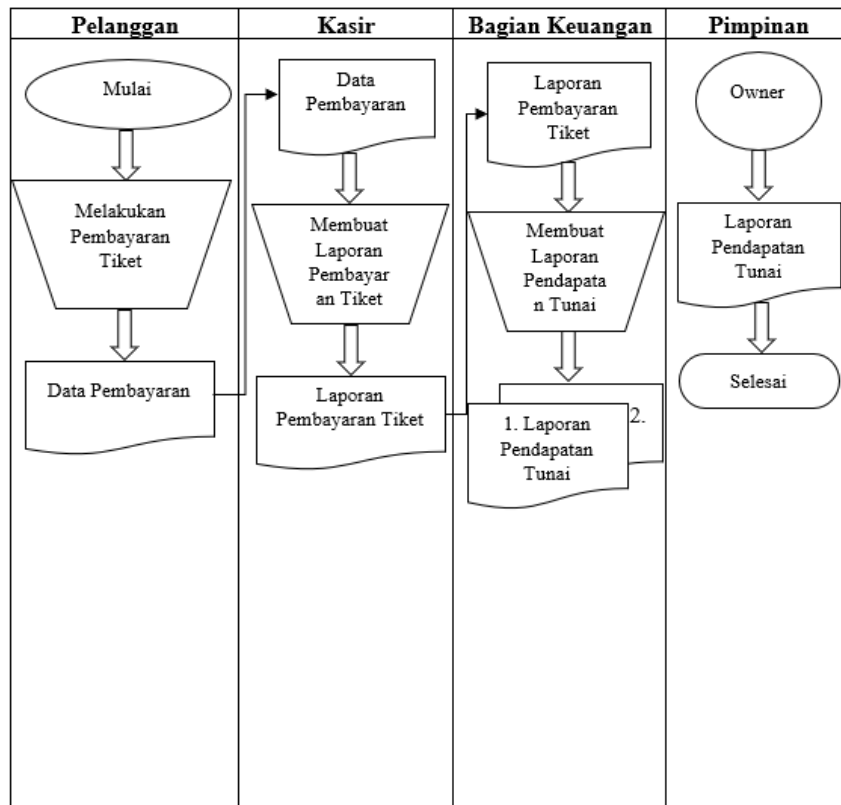 Pelanggan
Kasir
Bagian Keuangan
Pimpinan
Mulai
Melakukan
Pembayaran
Tiket
Data Pembayaran
Data
Pembayaran
Membuat
Laporan
Pembayar
an Tiket
Laporan
Pembayaran Tiket
Laporan
Pembayaran
Tiket
Membuat
Laporan
Pendapata
n Tunai
2.
1. Laporan
Pendapatan
Tunai
Owner
Laporan
Pendapatan
Tunai
Selesai